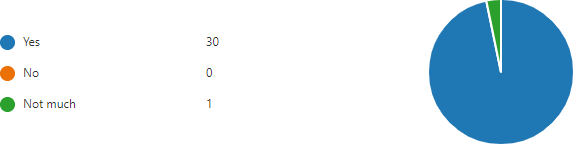 Yes 30
No 0
Not much 1